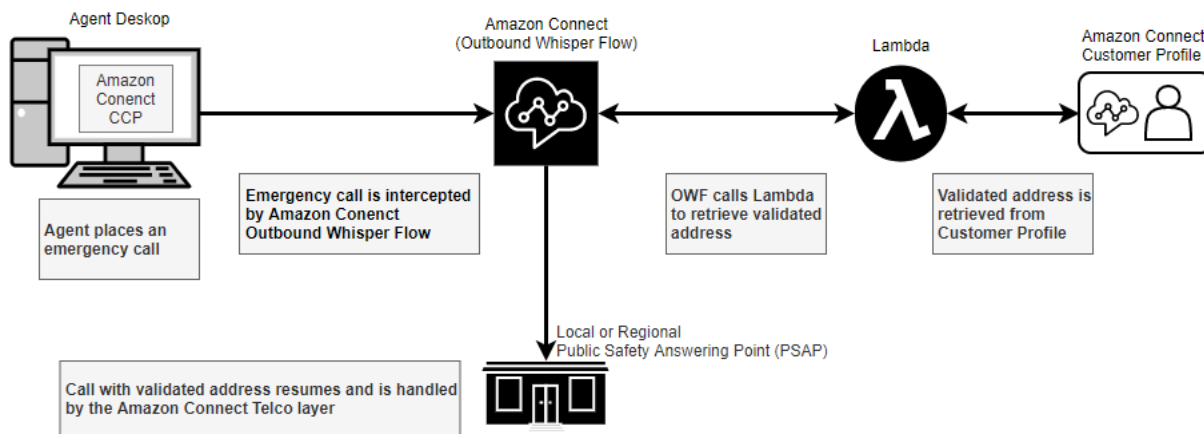 Agent Deskop
Amazon Connect
(Outbound Whisper Flow)
Lambda
Amazon Connect
Customer Profile
Amazon
Conenct
CCP
Agent places an
emergency call
Emergency call is intercepted
by Amazon Conenct
Outbound Whisper Flow
OWF calls Lambda
to retrieve validated
address
Validated address is
retrieved from
Customer Profile
Local or Regional
Public Safety Answering Point (PSAP)
Call with validated address resumes and is handled
by the Amazon Connect Telco layer